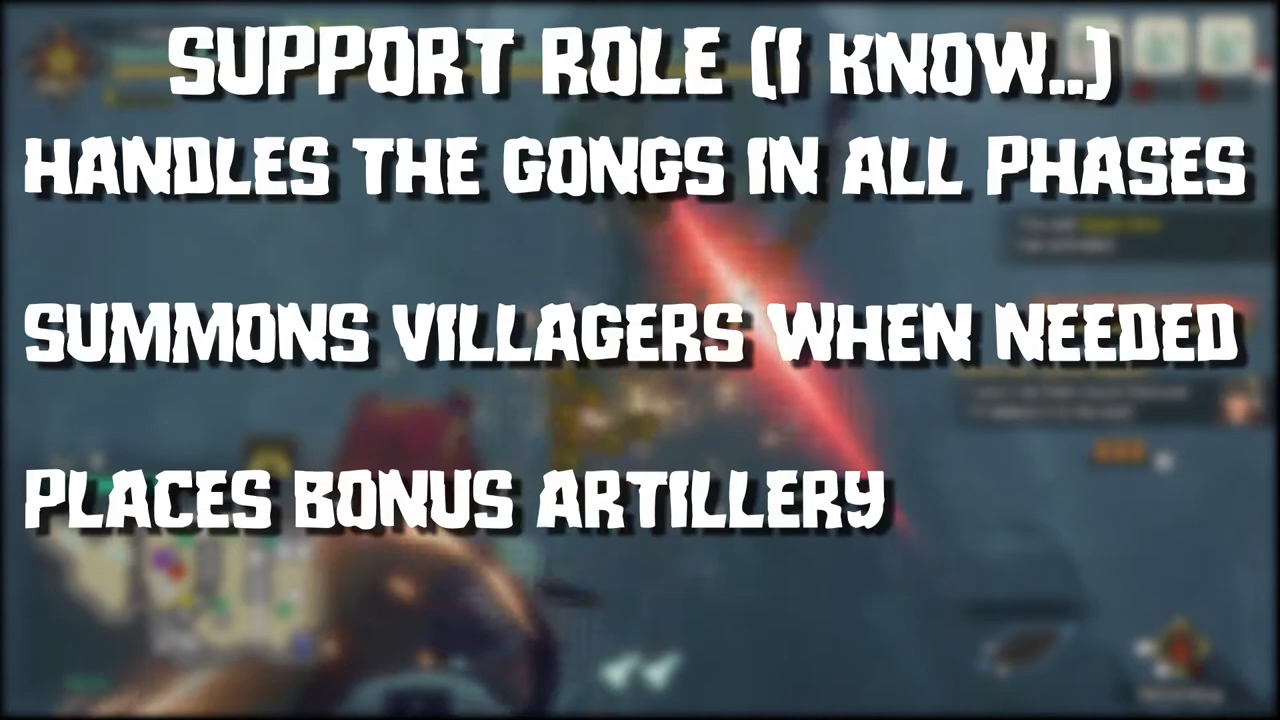 SUPPORT ROLE (I KNOW..)
HANDLES THE GONGS IN ALL PHASES
SUMMONS VILLAGERS WHEN NEEDED
PLACES BONUS ARTILLERY